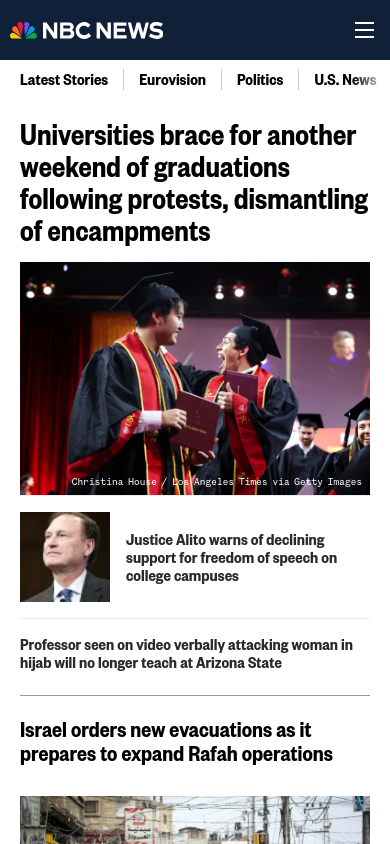 NBC NEWS
Latest Stories
Eurovision
Politics
U.S. News
Universities brace for another
weekend of graduations
following protests, dismantling
of encampments
Christina House / Los Angeles Times via Getty Images
Justice Alito warns of declining
support for freedom of speech on
college campuses
Professor seen on video verbally attacking woman in
hijab will no longer teach at Arizona State
Israel orders new evacuations as it
prepares to expand Rafah operations